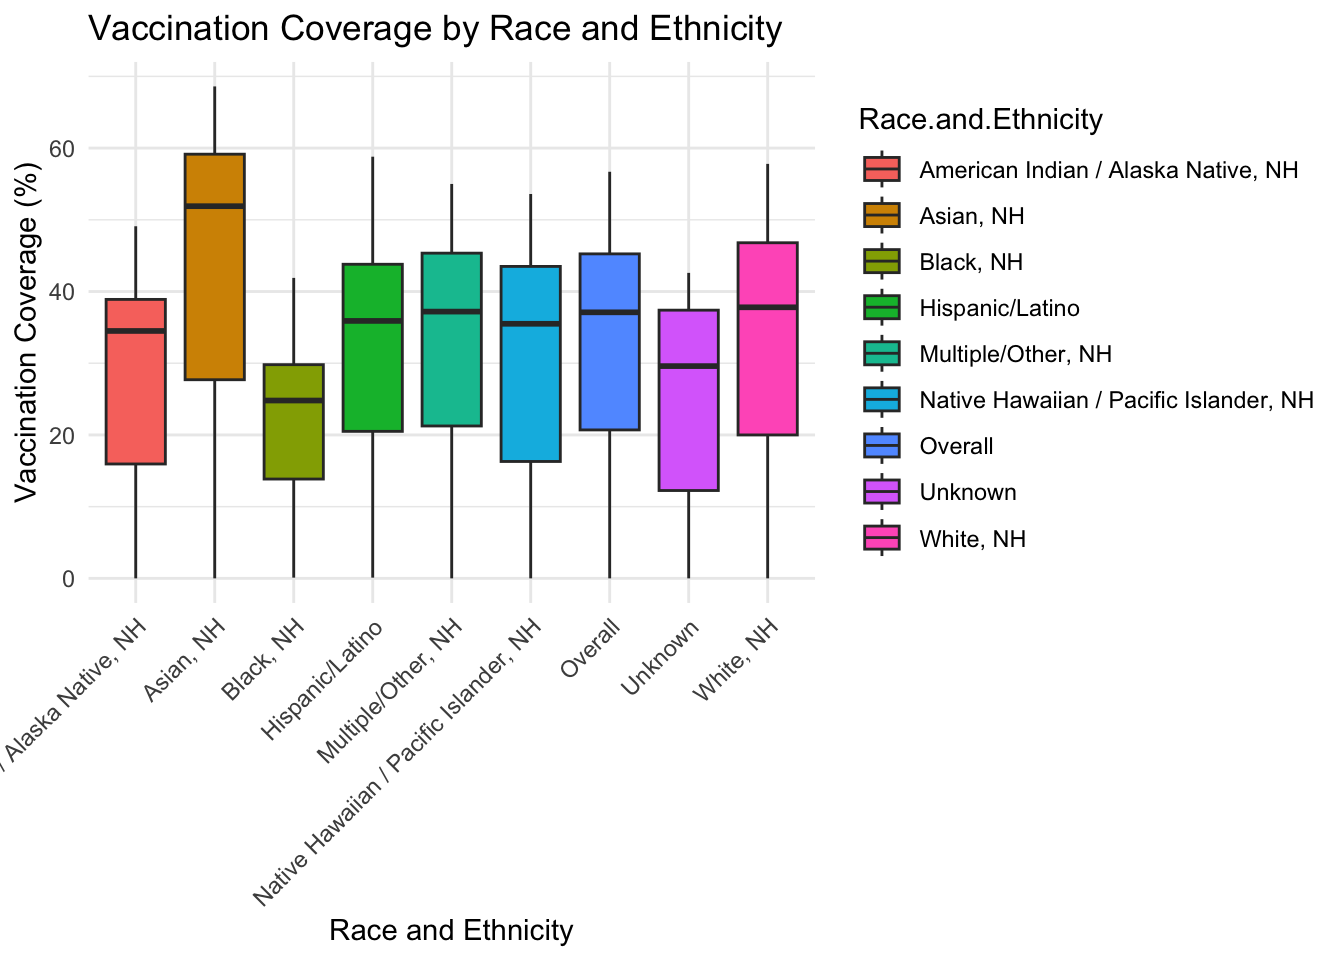 Vaccination Coverage by Race and Ethnicity
Vaccination Coverage (%)
60
40
20
0
/ Alaska Native, NH
Asian, NH
Black, NH
Hispanic/Latino
Multiple/Other, NH
Native Hawaiian / Pacific Islander, NH
Overall
Unknown
White, NH
Race and Ethnicity
Race.and.Ethnicity
American Indian / Alaska Native, NH
Asian, NH
Black, NH
Hispanic/Latino
Multiple/Other, NH
Native Hawaiian / Pacific Islander, NH
Overall
Unknown
White, NH